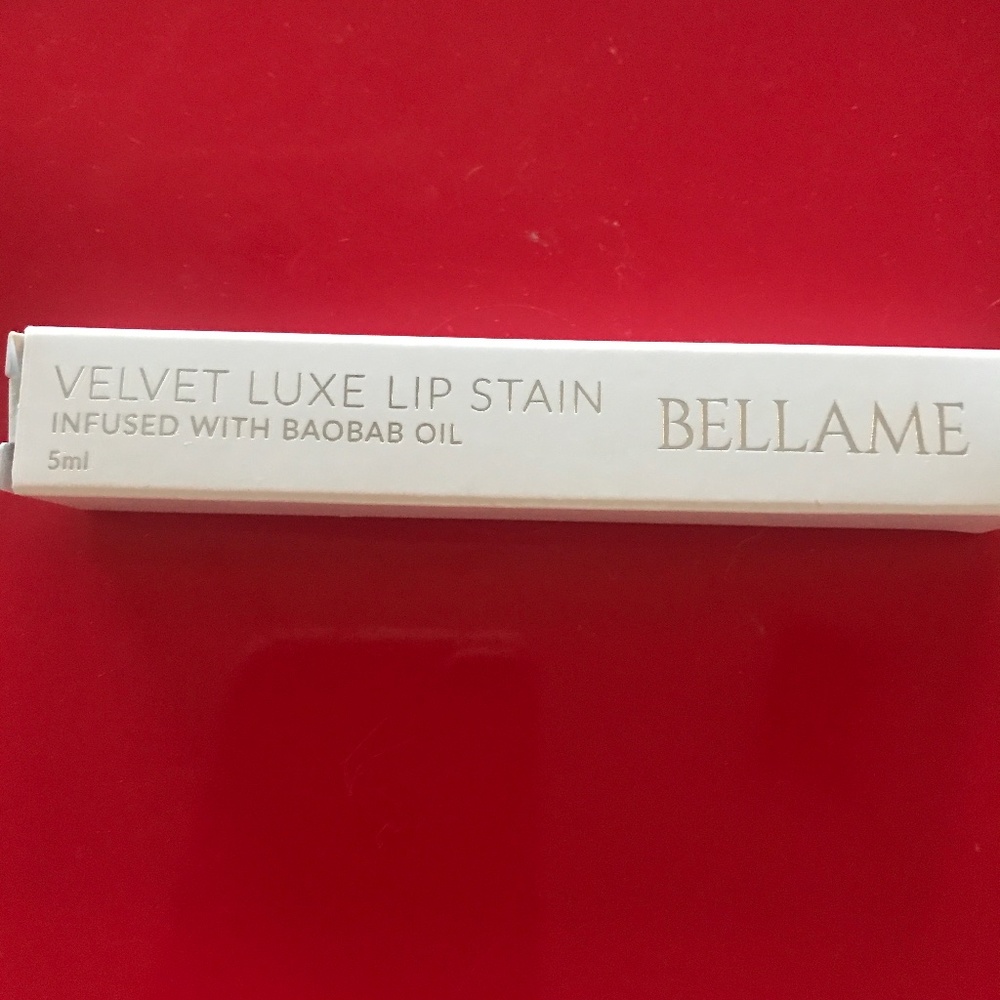 VELVET LUXE LIP STAIN
INFUSED WITH BAOBAB OIL
5ml
BELLAME